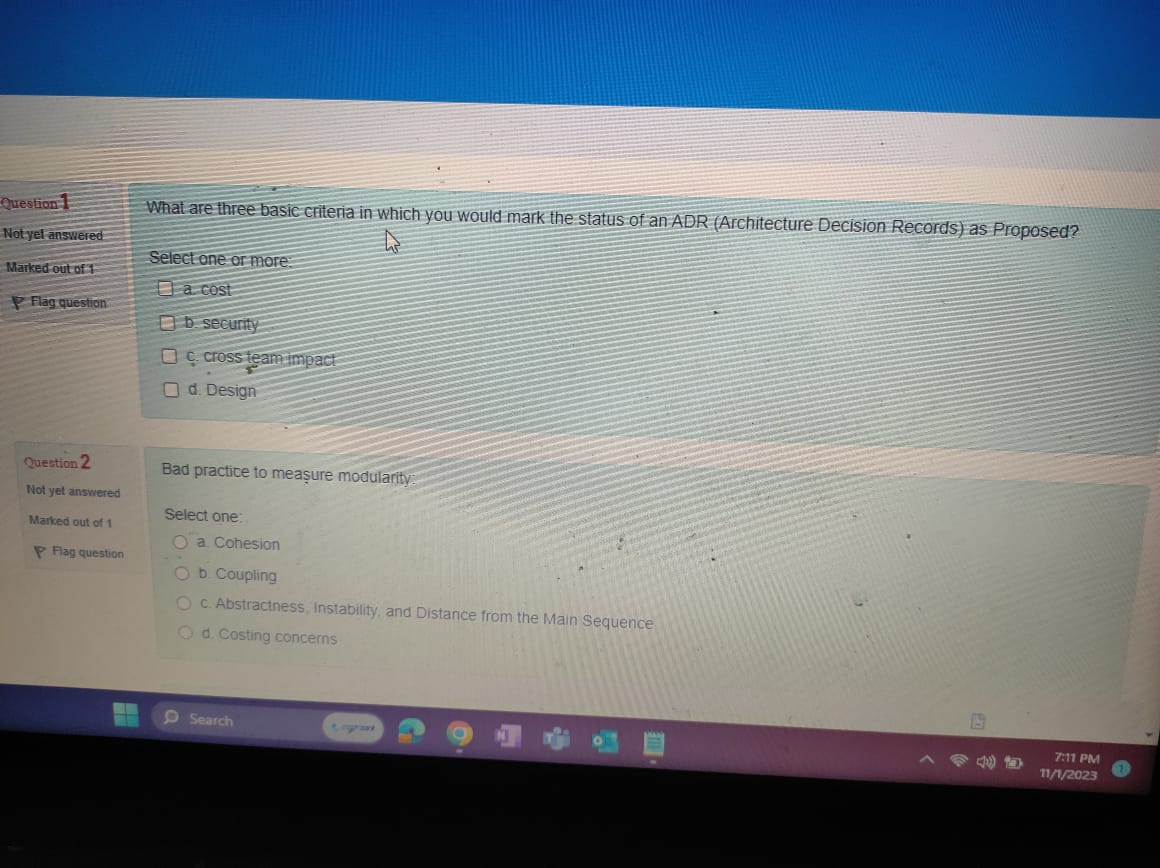 Question 1
Not yet answered
Marked out of 1
Flag question
What are three basic criteria in which you would mark the status of an ADR (Architecture Decision Records) as Proposed?
Select one or more:
a. cost
b. security
c. cross team impact
d. Design
Question 2
Not yet answered
Marked out of 1
Flag question
Bad practice to measure modularity:
Select one:
a. Cohesion
b. Coupling
c. Abstractness, Instability, and Distance from the Main Sequence
d. Costing concerns
Search
7:11 PM
11/1/2023
1